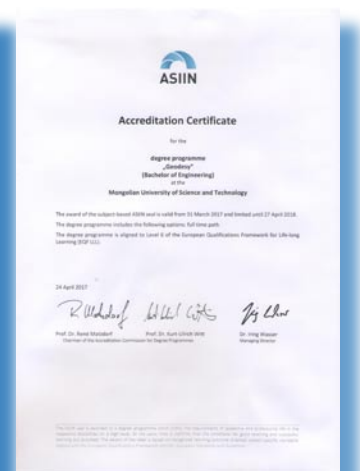 ASIIN
Accreditation Certificate
for the
degree programme
„Geodesy“
(Bachelor of Engineering)
at the
Mongolian University of Science and Technology
The award of the subject-based ASIIN seal is valid from 31 March 2017 and limited until 27 April 2018.
The degree programme includes the following options: full time path
The degree programme is aligned to Level 6 of the European Qualifications Framework for Life-long
Learning (EQF LLL).
24 April 2017
Prof. Dr.
Prof. Dr. Kurt-Ulrich Witt
Dr. Iring Wasser
Chairmen of the Accreditation Commission for Degree Programmes
Managing Director